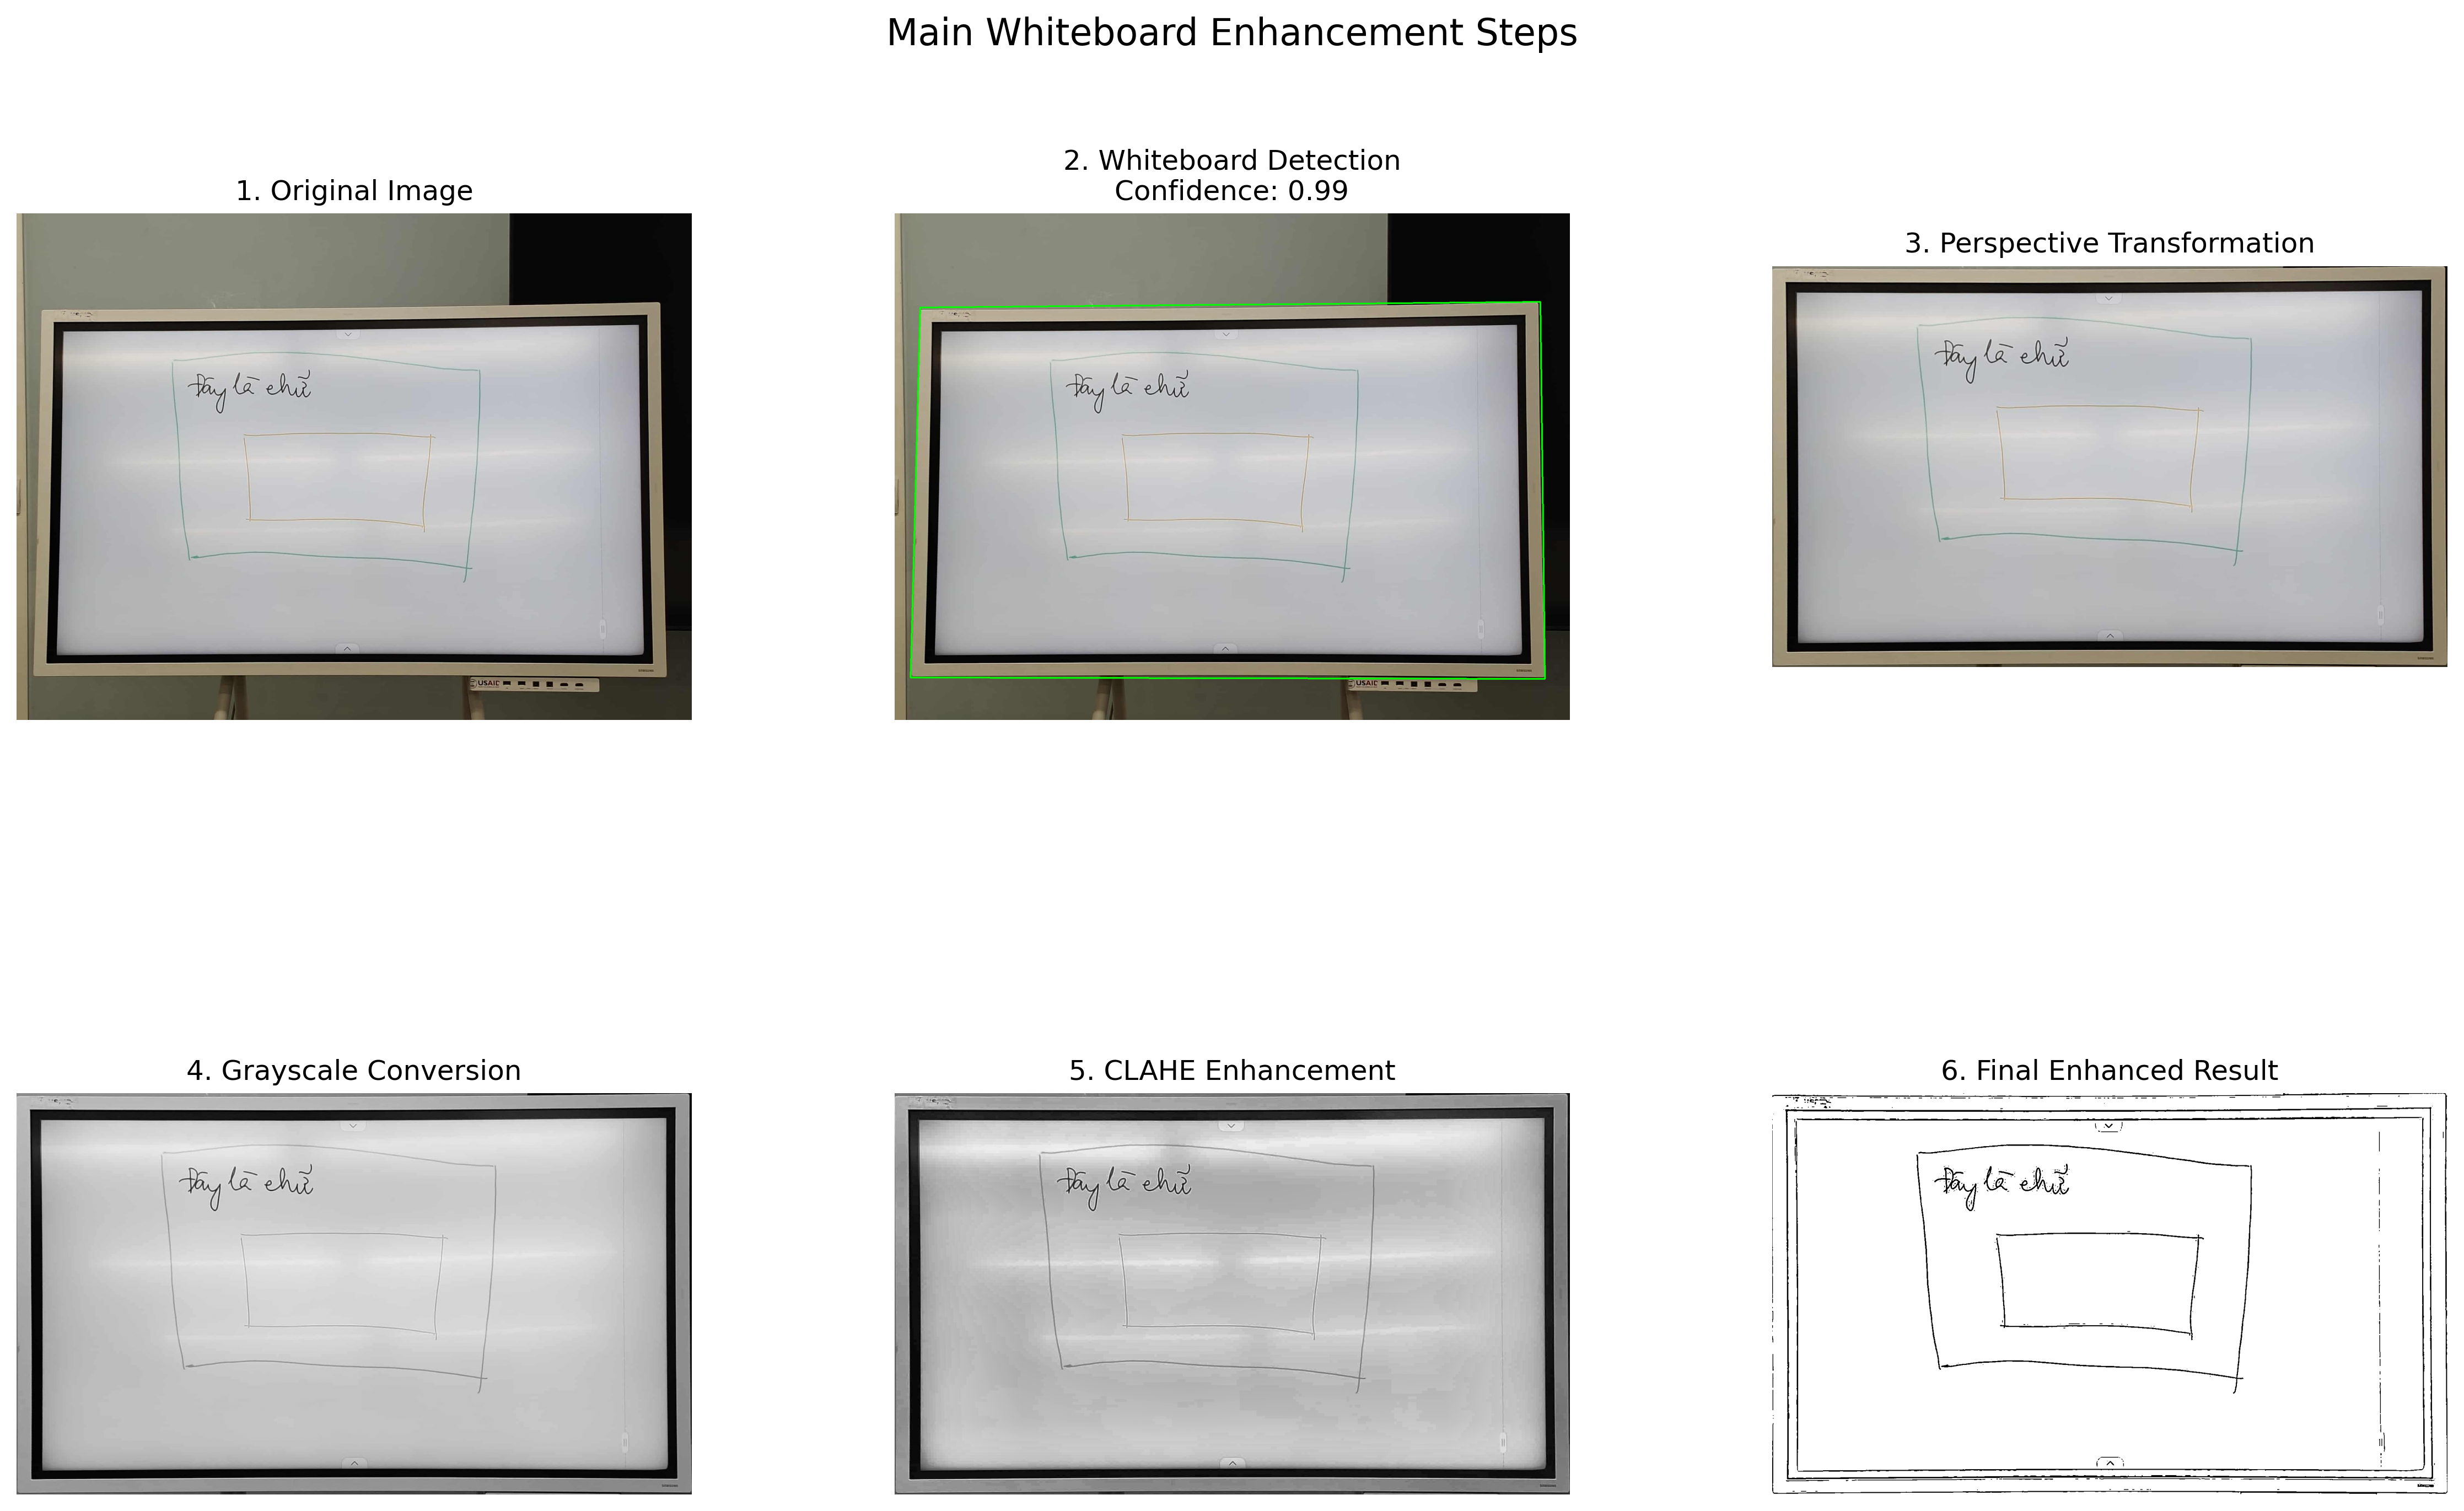 Main Whiteboard Enhancement Steps
1. Original Image
Đây là chữ
USAID
2. Whiteboard Detection
Confidence: 0.99
Đây là chữ
USAID
3. Perspective Transformation
Đây là chữ
4. Grayscale Conversion
Đây là chữ
5. CLAHE Enhancement
Đây là chữ
6. Final Enhanced Result
Đây là chữ